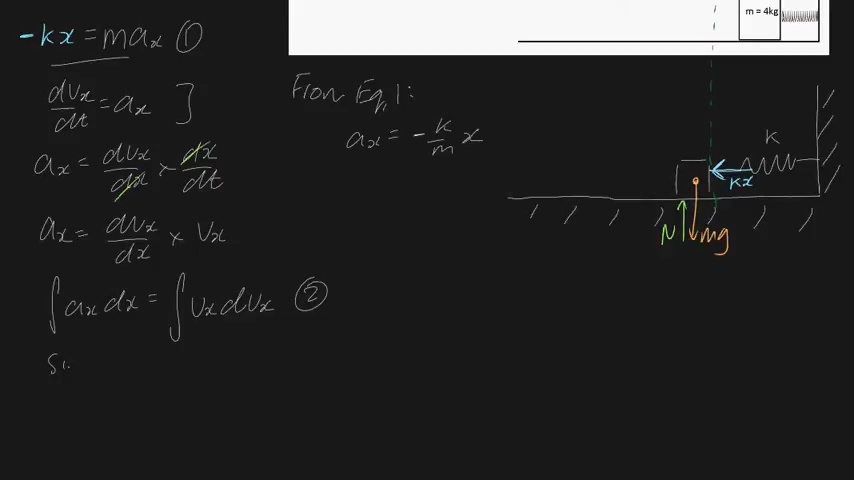 -kx = max ①
dvx/dt = ax ]
ax = dvx/dx × dx/dt
ax = dvx/dx × vx
∫ax dx = ∫vx dvx ②
From Eq 1:
ax = -k/m x
m = 4kg
K
kx
N
mg